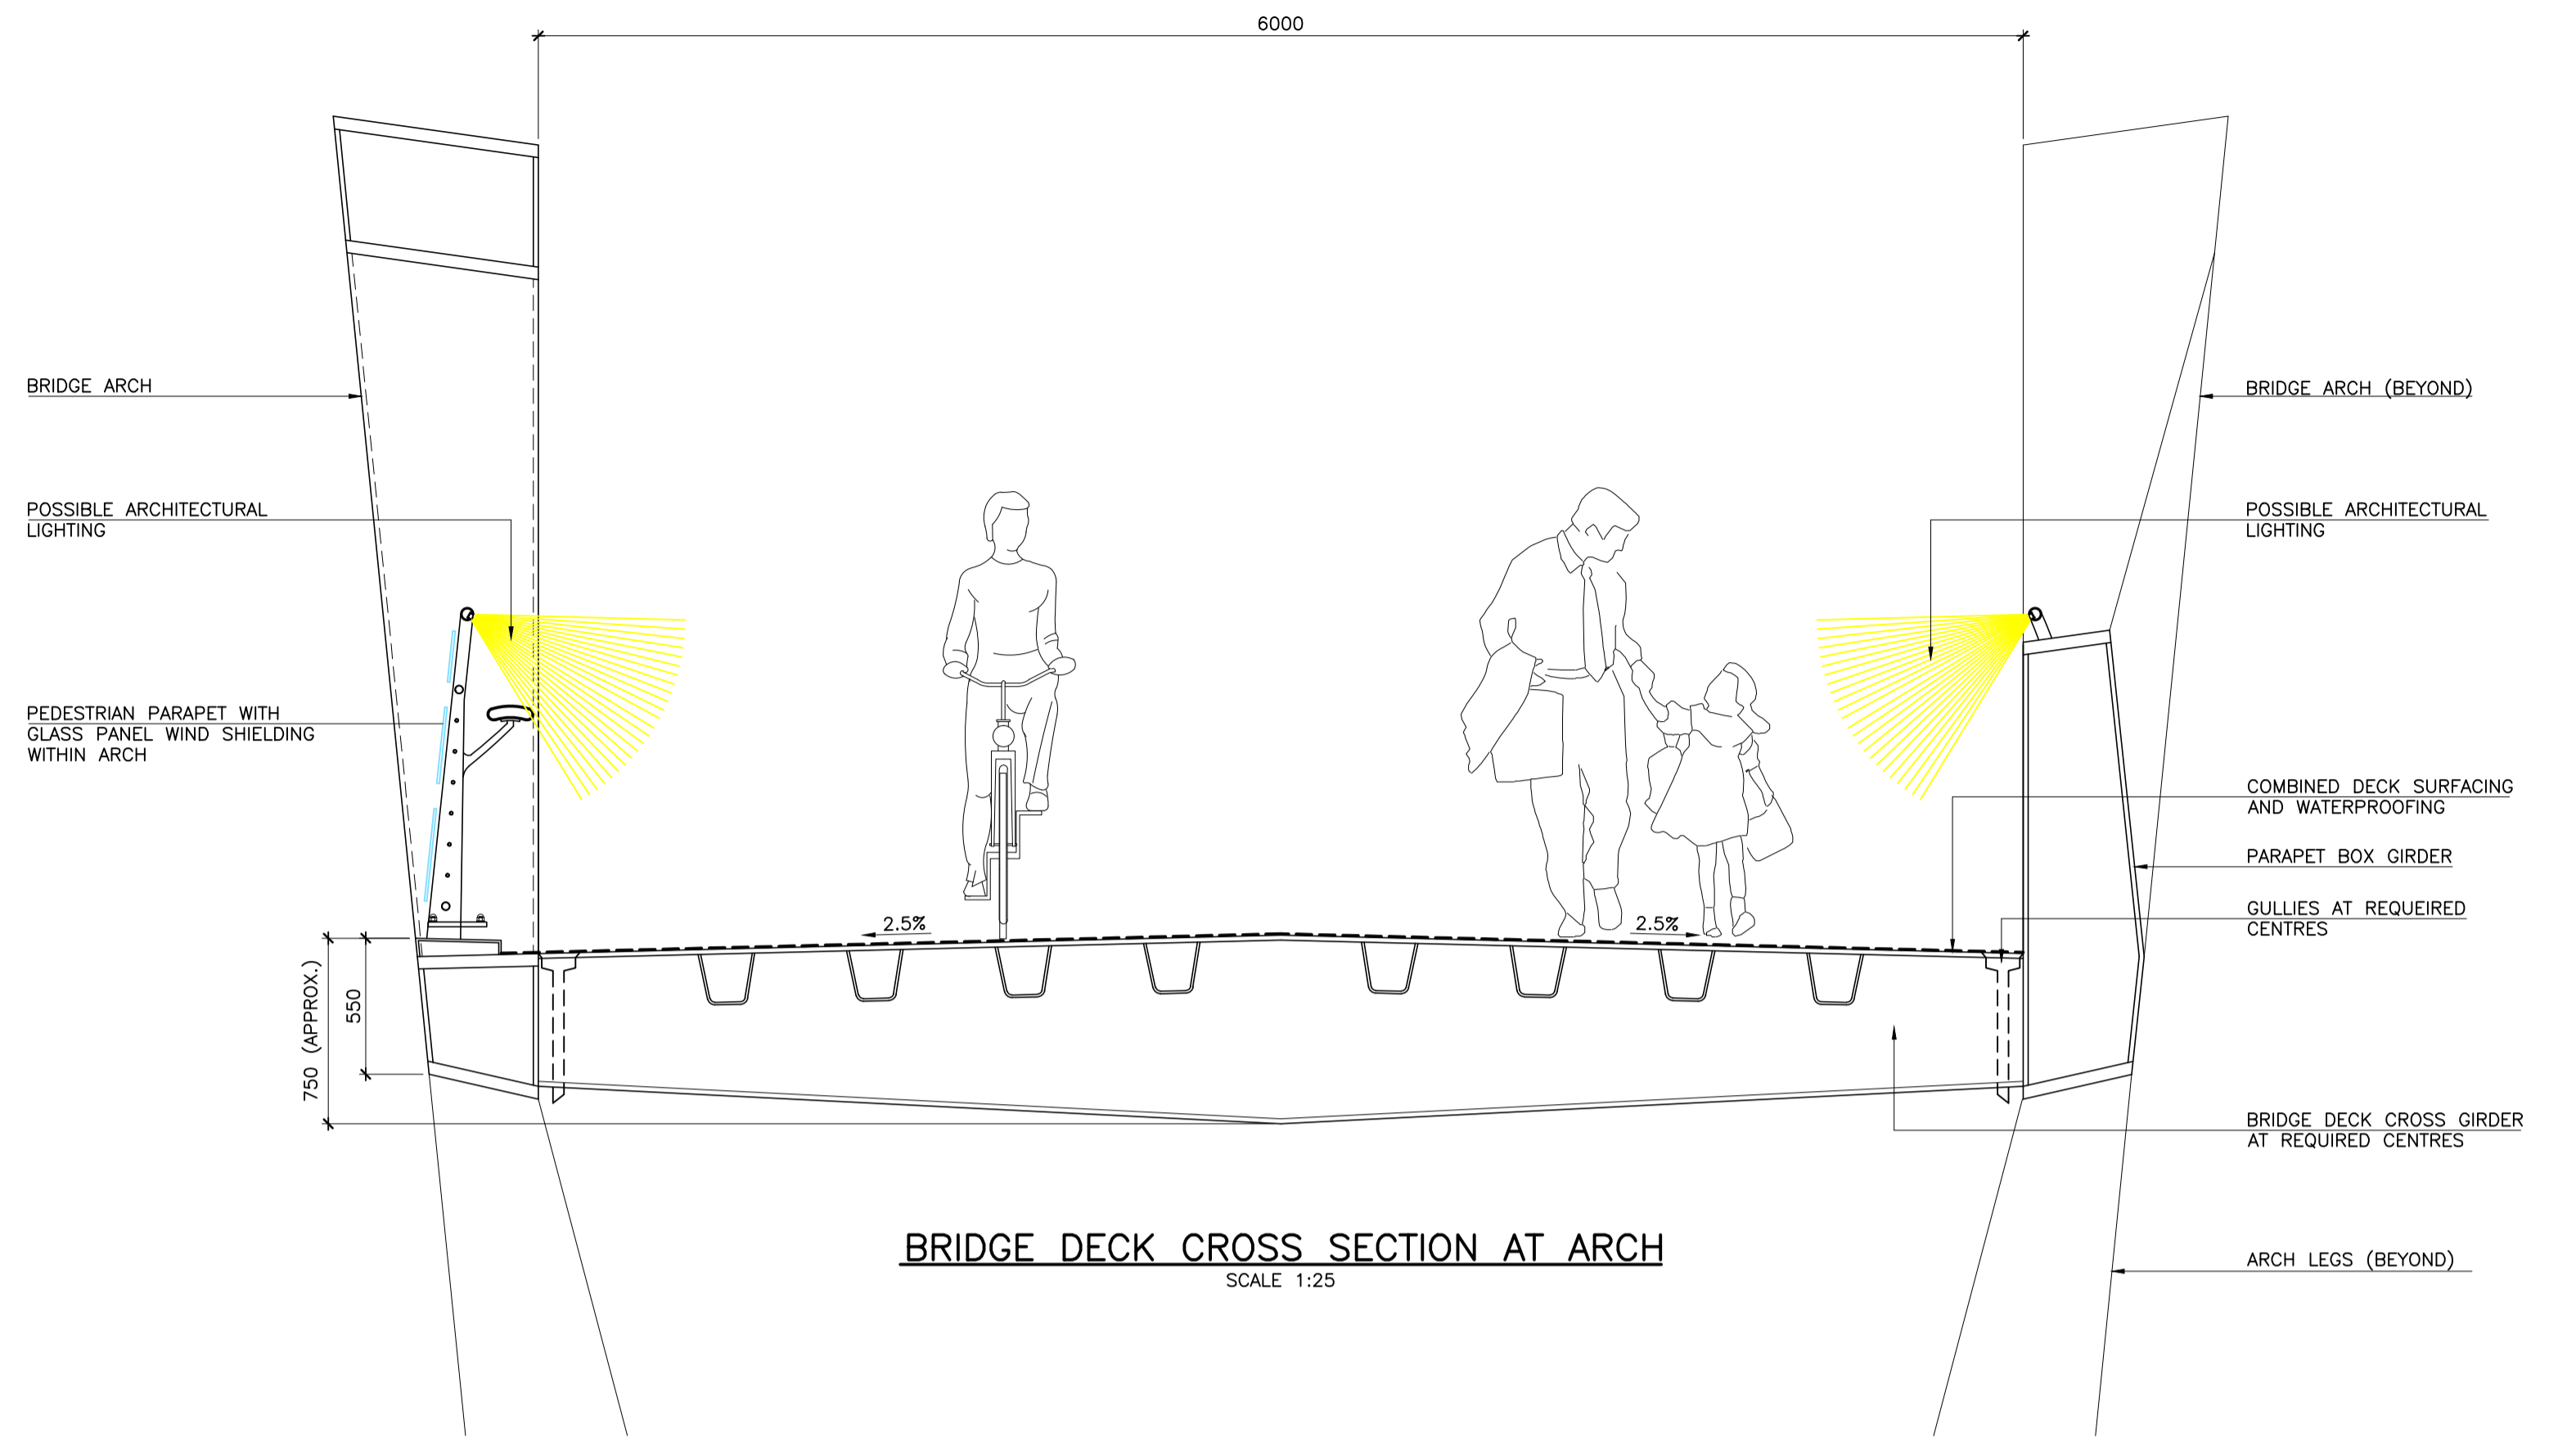 6000
BRIDGE ARCH
BRIDGE ARCH (BEYOND)
POSSIBLE ARCHITECTURAL
LIGHTING
POSSIBLE ARCHITECTURAL
LIGHTING
PEDESTRIAN PARAPET WITH
GLASS PANEL WIND SHIELDING
WITHIN ARCH
COMBINED DECK SURFACING
AND WATERPROOFING
PARAPET BOX GIRDER
GULLIES AT REQUEIRED
CENTRES
2.5%
2.5%
750 (APPROX.)
550
BRIDGE DECK CROSS GIRDER
AT REQUIRED CENTRES
BRIDGE DECK CROSS SECTION AT ARCH
SCALE 1:25
ARCH LEGS (BEYOND)